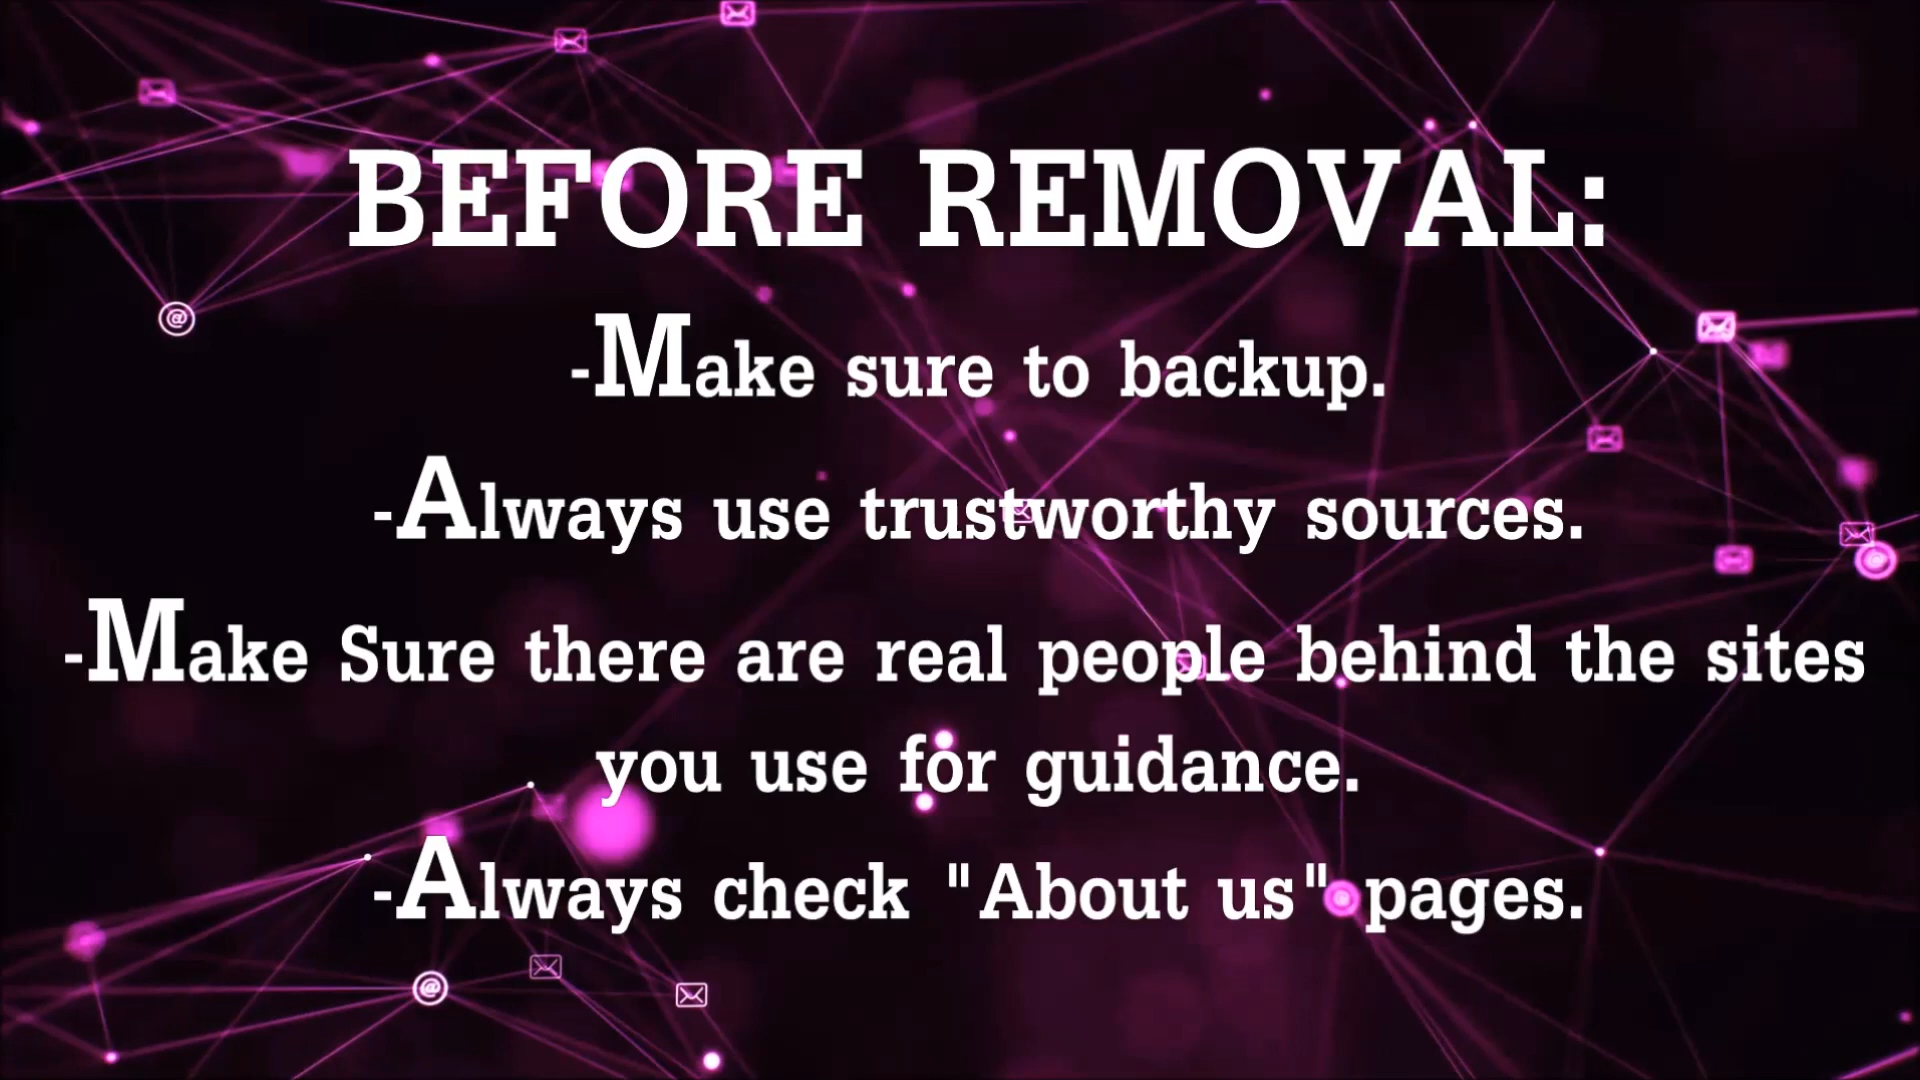 BEFORE REMOVAL:
-Make sure to backup.
-Always use trustworthy sources.
-Make Sure there are real people behind the sites
you use for guidance.
-Always check "About us" pages.